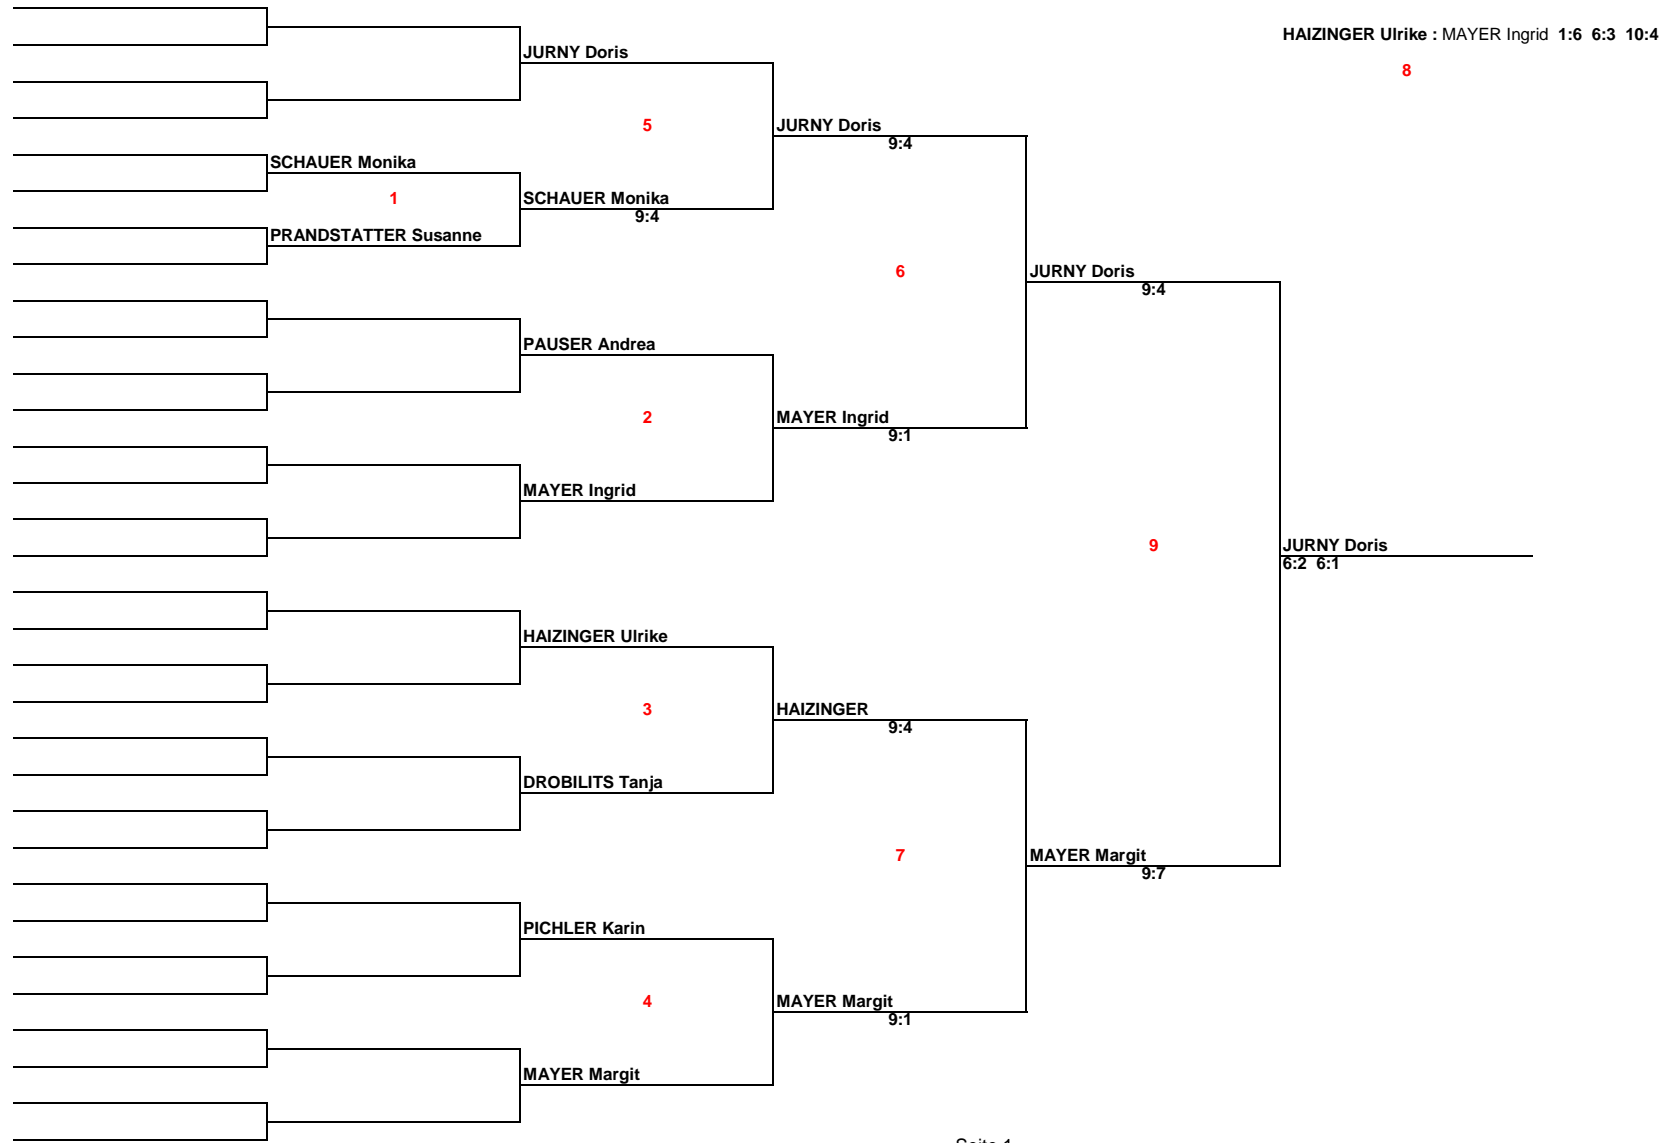 HAIZINGER Ulrike : MAYER Ingrid 1:6 6:3 10:4
JURNY Doris
8
5
JURNY Doris
9:4
SCHAUER Monika
1
SCHAUER Monika
9:4
PRANDSTATTER Susanne
6
JURNY Doris
9:4
PAUSER Andrea
2
MAYER Ingrid
9:1
MAYER Ingrid
9
JURNY Doris
6:2 6:1
HAIZINGER Ulrike
3
HAIZINGER
9:4
DROBILITS Tanja
7
MAYER Margit
9:7
PICHLER Karin
4
MAYER Margit
9:1
MAYER Margit
Seite 1